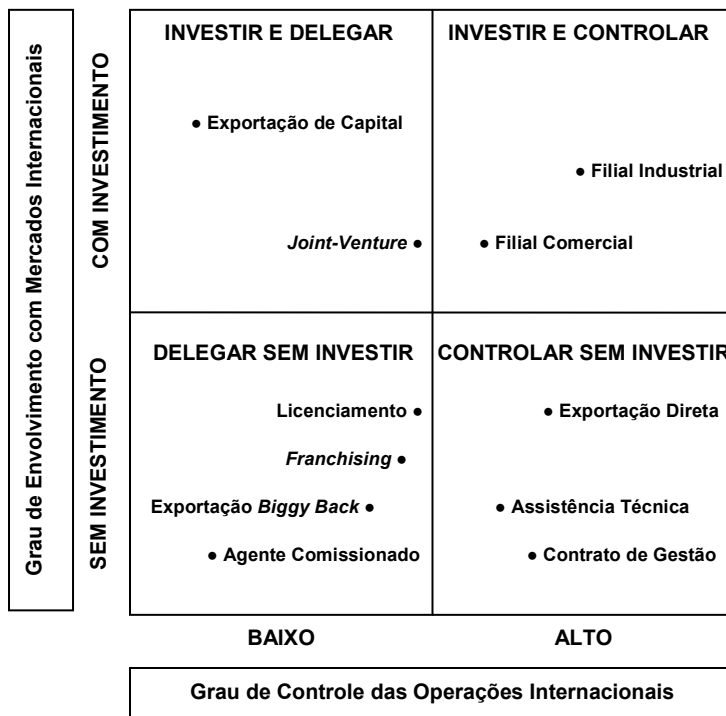 Grau de Envolvimento com Mercados Internacionais
COM INVESTIMENTO
INVESTIR E DELEGAR
● Exportação de Capital
Joint-Venture ●
INVESTIR E CONTROLAR
● Filial Industrial
● Filial Comercial
SEM INVESTIMENTO
DELEGAR SEM INVESTIR
Licenciamento ●
Franchising ●
Exportação Biggy Back ●
● Agente Comissionado
CONTROLAR SEM INVESTIR
● Exportação Direta
● Assistência Técnica
● Contrato de Gestão
BAIXO
ALTO
Grau de Controle das Operações Internacionais